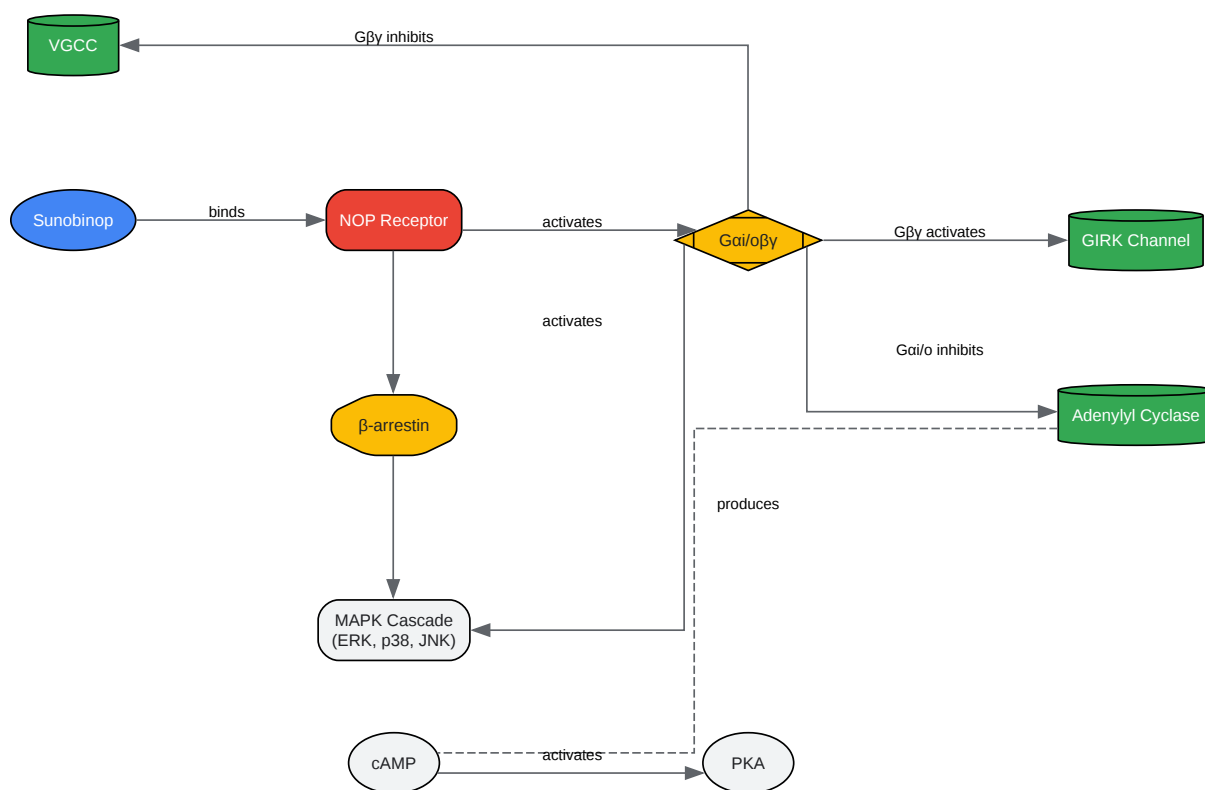 Gβγ inhibits
VGCC
Sunobinop
binds
NOP Receptor
activates
Gαi/oβγ
Gβγ activates
GIRK Channel
activates
Gαi/o inhibits
β-arrestin
Adenylyl Cyclase
produces
MAPK Cascade
(ERK, p38, JNK)
cAMP
activates
PKA